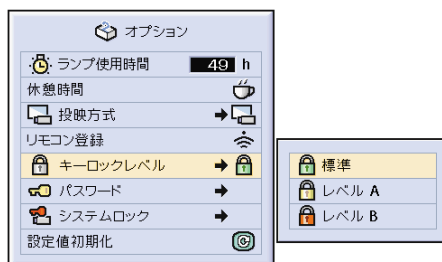 オプション
ランプ使用時間 49 h
休憩時間
投映方式
リモコン登録
キーロックレベル
パスワード
システムロック
設定値初期化
標準
レベル A
レベル B